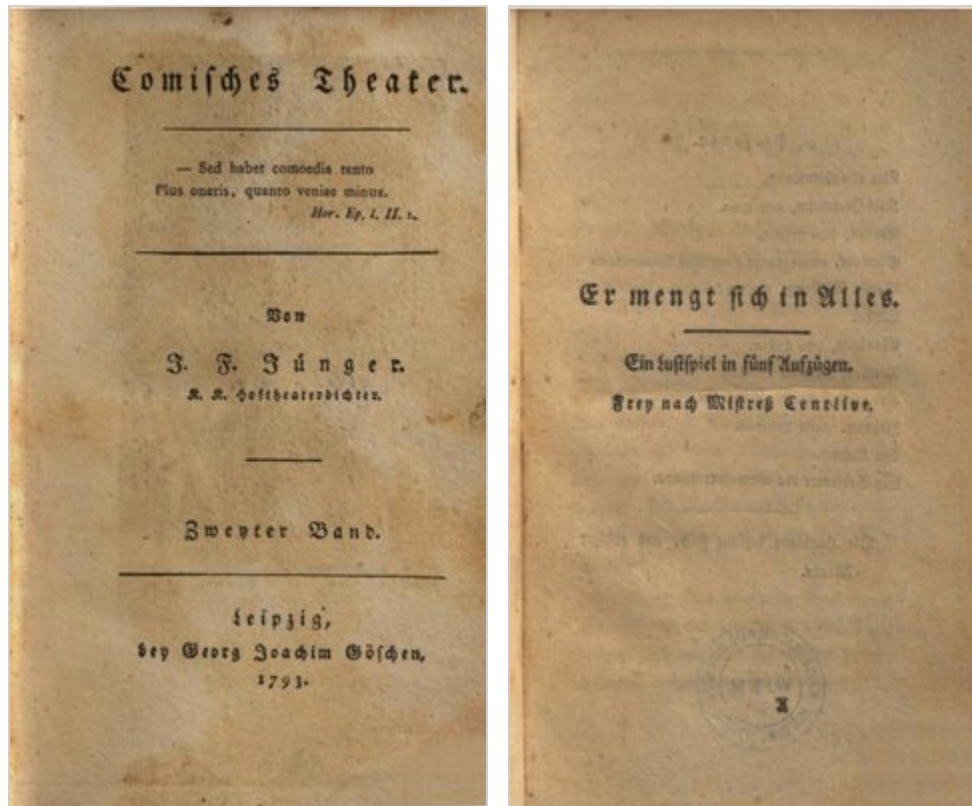 Comisches Theater.
— Sed habet comoedia tanto
Plus oneris, quanto veniae minus.
Hor. Ep. l. II. 1.
Von
J. F. Jünger.
K. K. Hoftheaterdichter.
Zweyter Band.
Leipzig,
bey Georg Joachim Göschen,
1793.
Er mengt sich in Alles.
Ein Lustspiel in fünf Aufzügen.
Frey nach Mistreß Centlive.